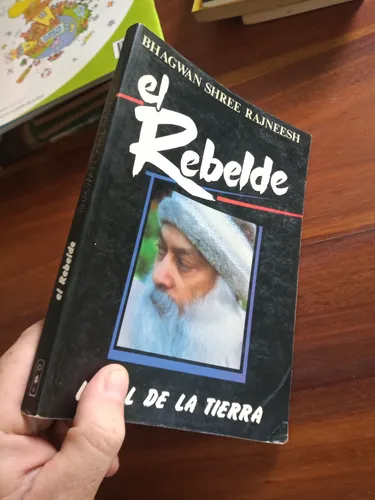 BHAGWAN SHREE RAJNEESH
el
Rebelde
DE LA TIERRA
el Rebelde